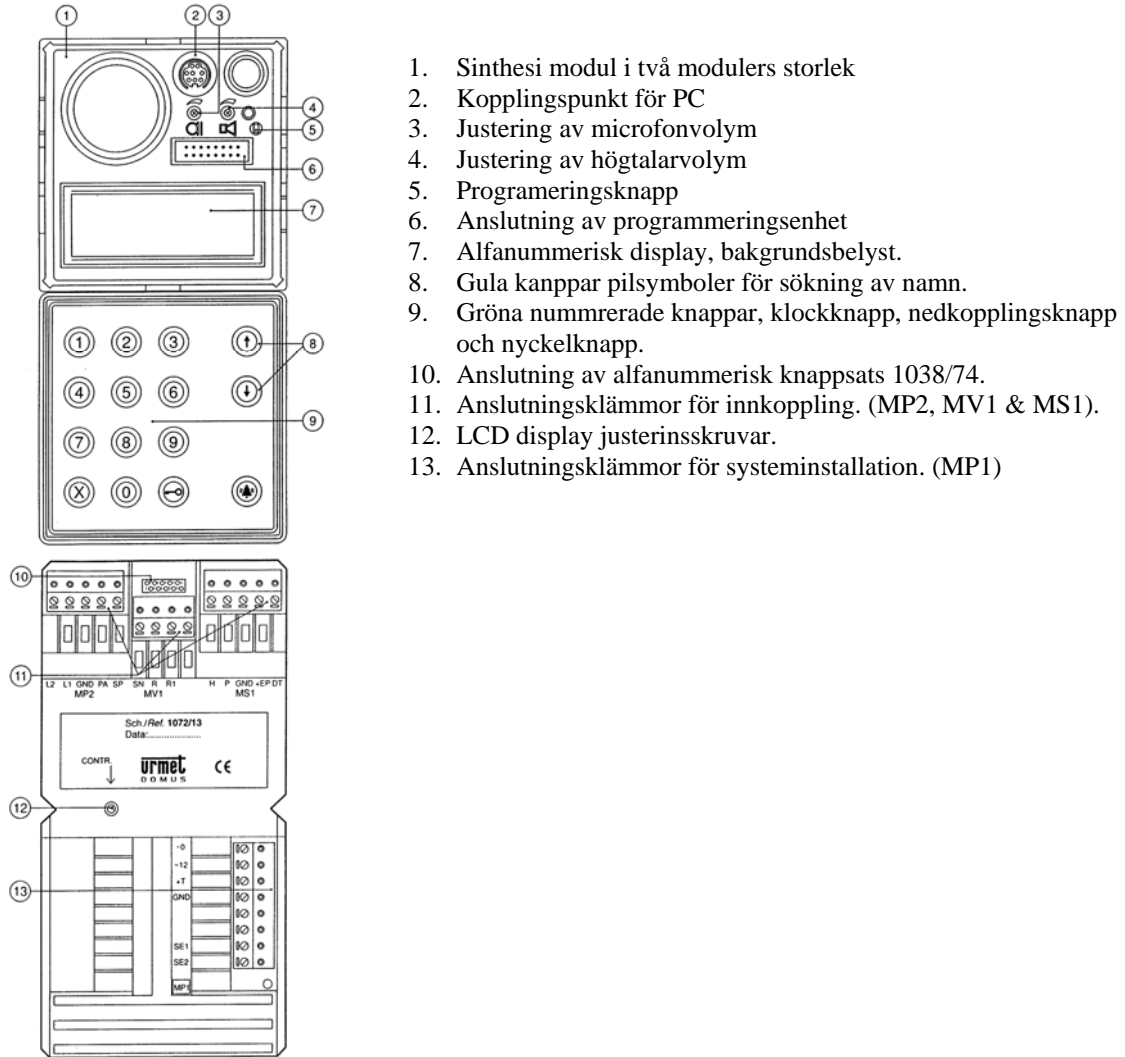 1 2 3
4
5
6
7
1 2 3 ↑
8
4 5 6 ↓
7 8 9
9
X 0
10
11
L2 L1 GND PA SP SN R R1 H P GND +EP DT
MP2 MV1 MS1
Sch./Ref. 1072/13
Data:.....................
CONTR. urmet CE
DOMUS
12
-0
-12
+T
13
GND
SE1
SE2
MP1
1. Sinthesi modul i två modulers storlek
2. Kopplingspunkt för PC
3. Justering av microfonvolym
4. Justering av högtalarvolym
5. Programeringsknapp
6. Anslutning av programmeringsenhet
7. Alfanummerisk display, bakgrundsbelyst.
8. Gula kanppar pilsymboler för sökning av namn.
9. Gröna nummrerade knappar, klockknapp, nedkopplingsknapp
och nyckelknapp.
10. Anslutning av alfanummerisk knappsats 1038/74.
11. Anslutningsklämmor för innkoppling. (MP2, MV1 & MS1).
12. LCD display justerinsskruvar.
13. Anslutningsklämmor för systeminstallation. (MP1)